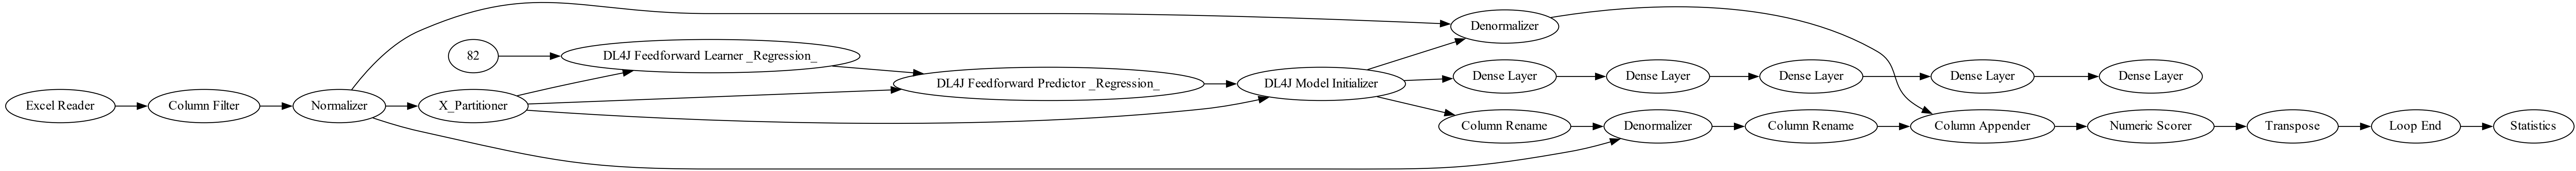 Excel Reader
Column Filter
Normalizer
X_Partitioner
82
DL4J Feedforward Learner _Regression_
DL4J Feedforward Predictor _Regression_
DL4J Model Initializer
Denormalizer
Dense Layer
Dense Layer
Dense Layer
Dense Layer
Dense Layer
Column Rename
Denormalizer
Column Rename
Column Appender
Numeric Scorer
Transpose
Loop End
Statistics